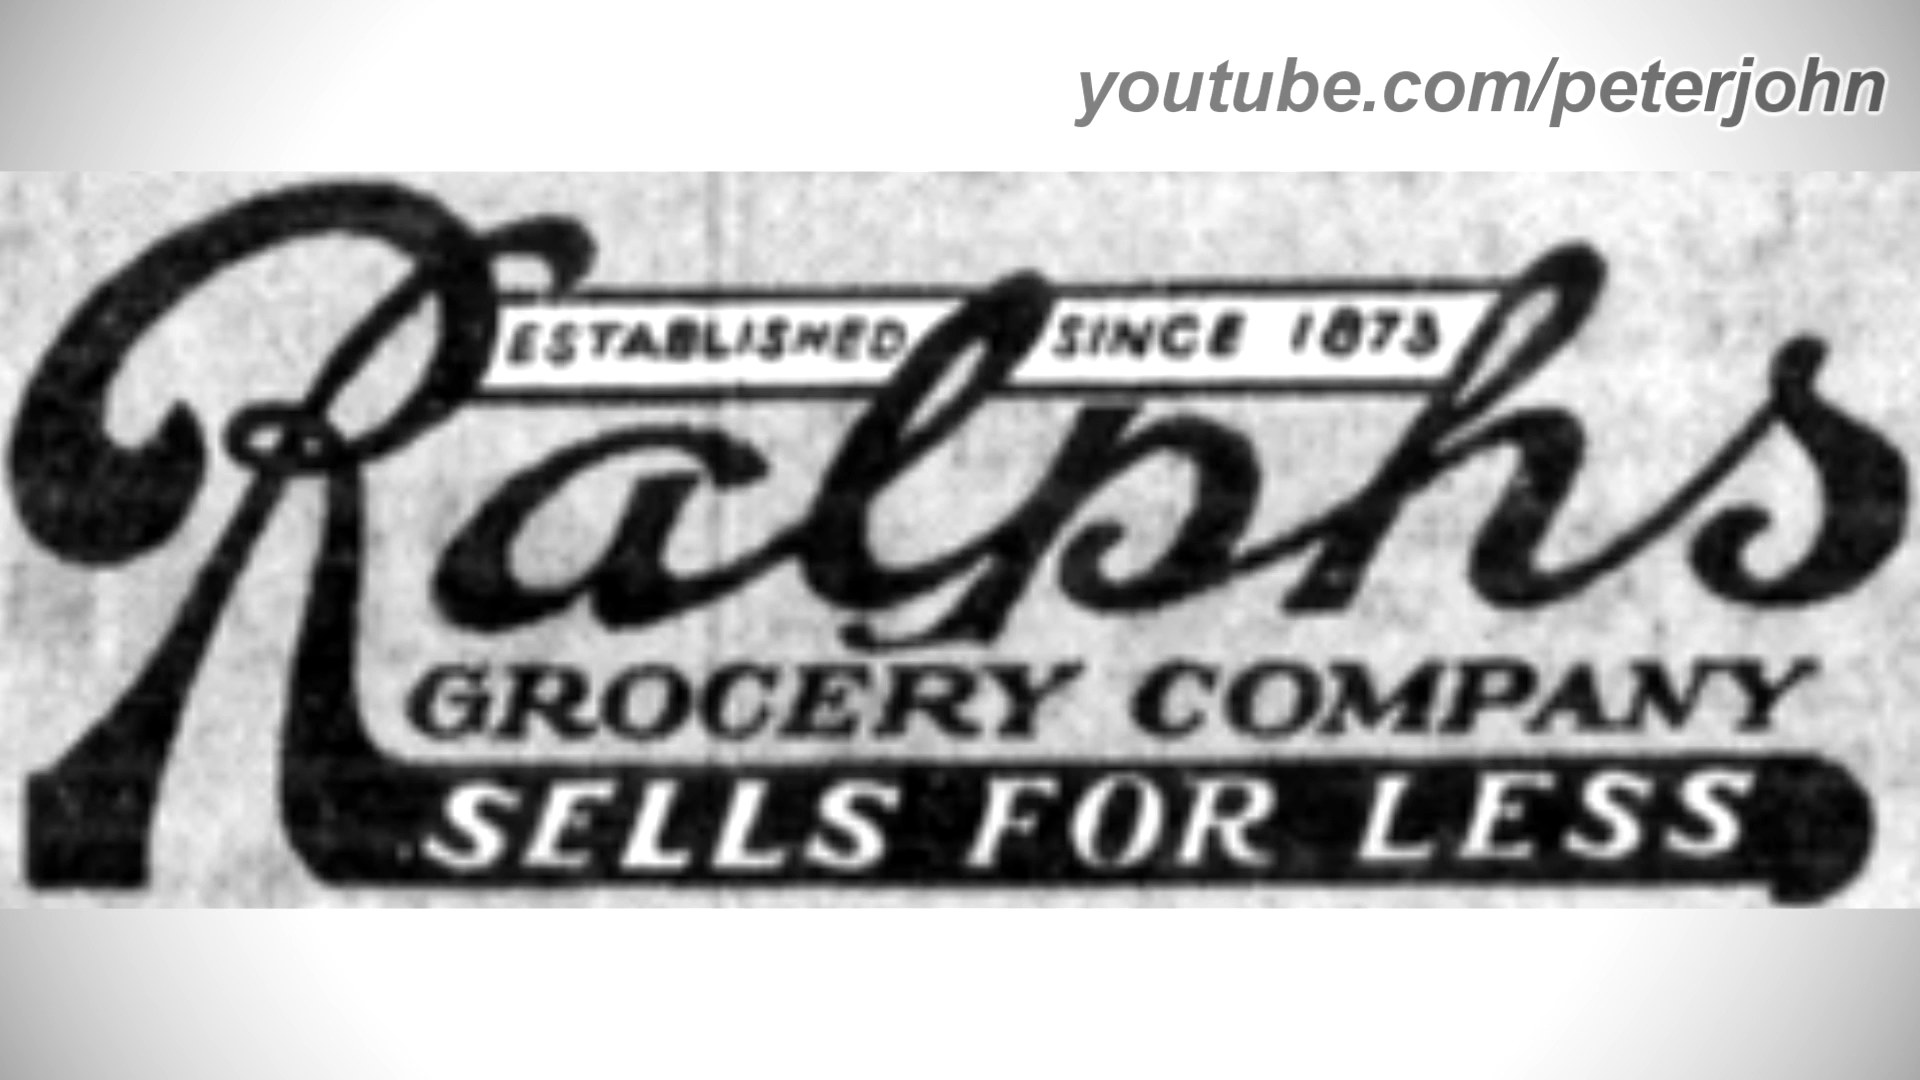 youtube.com/peterjohn
ESTABLISHED SINCE 1873
Ralphs
GROCERY COMPANY
SELLS FOR LESS